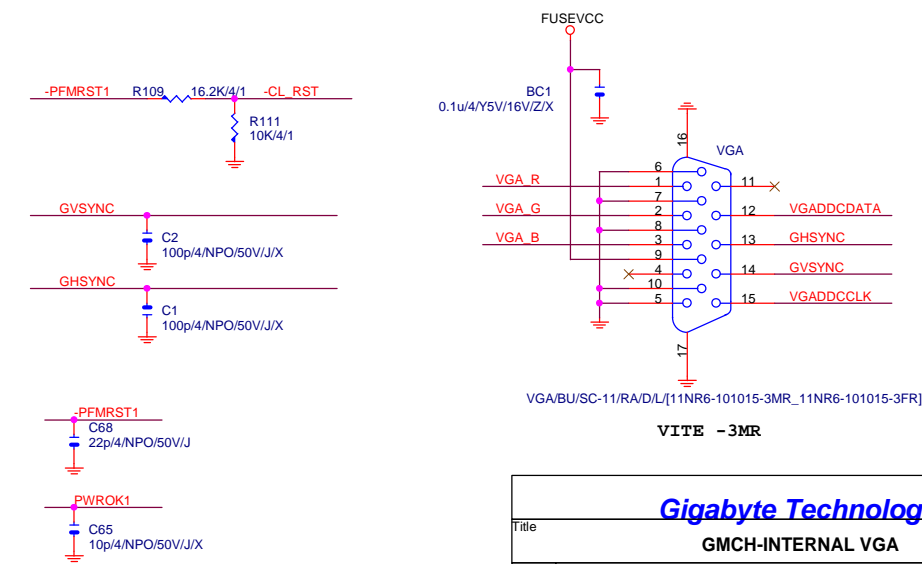 -PFMRST1
R109
16.2K/4/1
-CL_RST
R111
10K/4/1
GVSYNC
C2
100p/4/NPO/50V/J/X
GHSYNC
C1
100p/4/NPO/50V/J/X
-PFMRST1
C68
22p/4/NPO/50V/J
PWROK1
C65
10p/4/NPO/50V/J/X
FUSEVCC
BC1
0.1u/4/Y5V/16V/Z/X
16
VGA
6
VGA_R
1
11
7
VGA_G
2
12
VGADDCDATA
8
VGA_B
3
13
GHSYNC
9
4
14
GVSYNC
10
5
15
VGADDCCLK
17
VGA/BU/SC-11/RA/D/L/[11NR6-101015-3MR_11NR6-101015-3FR]
VITE -3MR
Gigabyte Technolog
Title
GMCH-INTERNAL VGA